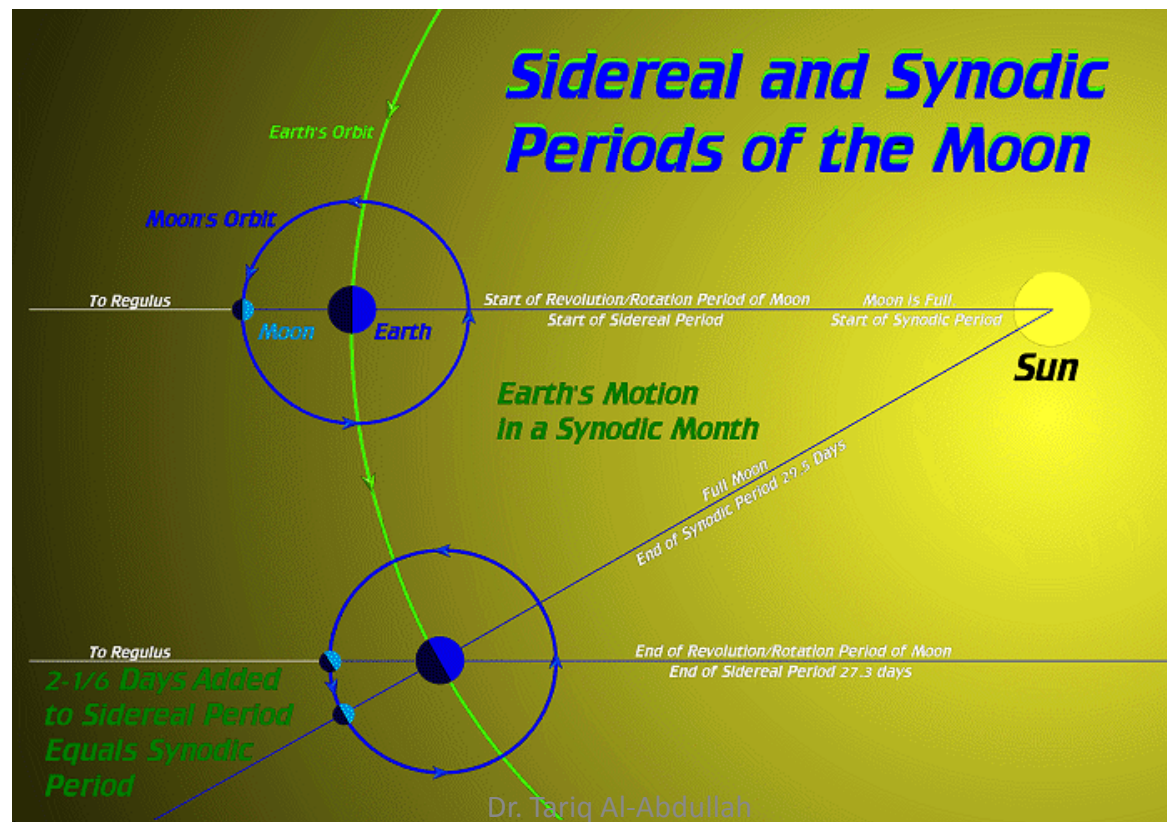 Sidereal and Synodic
Periods of the Moon
Earth's Orbit
Moon's Orbit
To Regulus
Start of Revolution/Rotation Period of Moon
Start of Sidereal Period
Moon is Full
Start of Synodic Period
Moon
Earth
Sun
Earth's Motion
in a Synodic Month
Full Moon
End of Synodic Period 29.5 Days
To Regulus
End of Revolution/Rotation Period of Moon
End of Sidereal Period 27.3 days
2-1/6 Days Added
to Sidereal Period
Equals Synodic
Period
Dr. Tariq Al-Abdullah